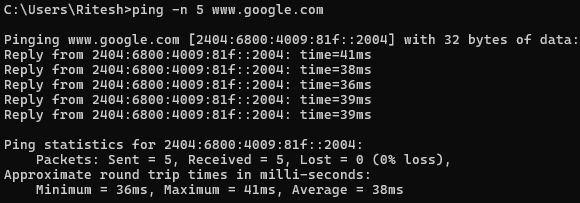 C:\Users\Ritesh>ping -n 5 www.google.com
Pinging www.google.com [2404:6800:4009:81f::2004] with 32 bytes of data:
Reply from 2404:6800:4009:81f::2004: time=41ms
Reply from 2404:6800:4009:81f::2004: time=38ms
Reply from 2404:6800:4009:81f::2004: time=36ms
Reply from 2404:6800:4009:81f::2004: time=39ms
Reply from 2404:6800:4009:81f::2004: time=39ms
Ping statistics for 2404:6800:4009:81f::2004:
    Packets: Sent = 5, Received = 5, Lost = 0 (0% loss),
Approximate round trip times in milli-seconds:
    Minimum = 36ms, Maximum = 41ms, Average = 38ms